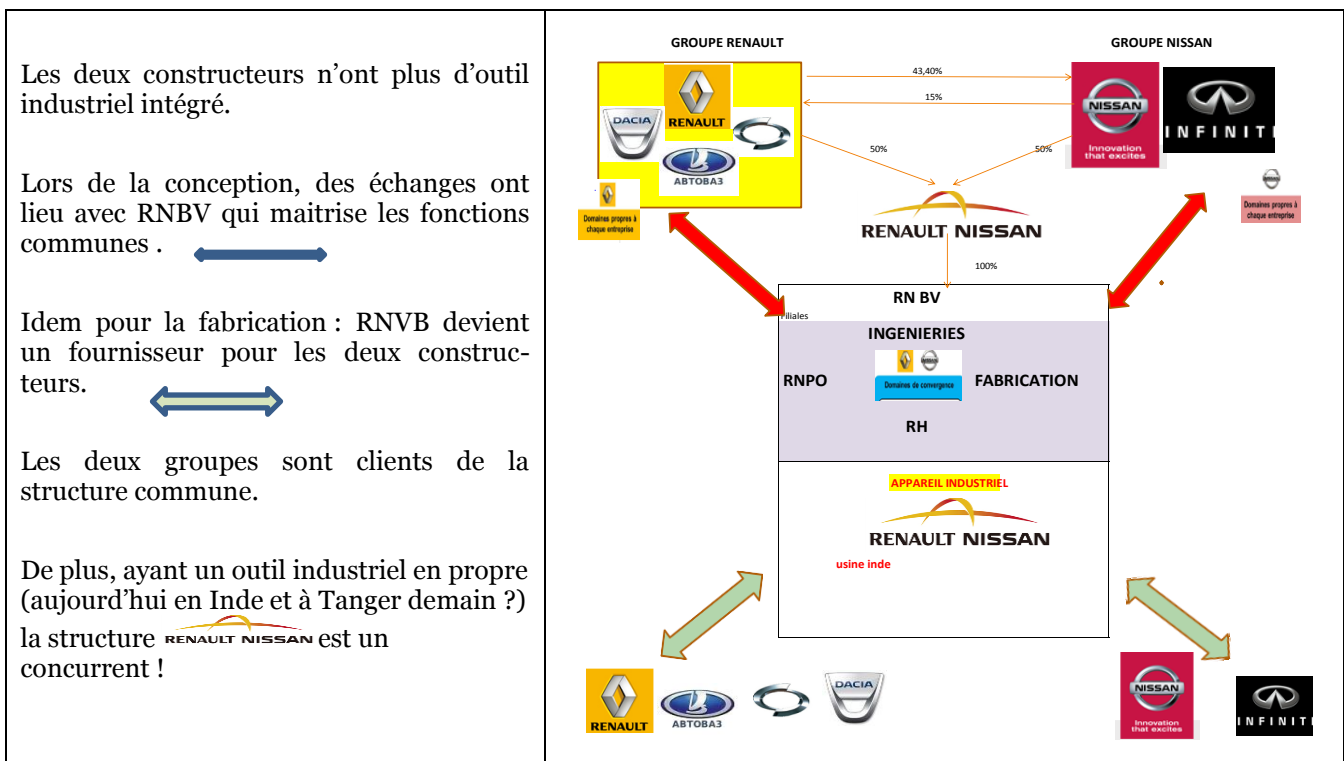 Les deux constructeurs n’ont plus d’outil
industriel intégré.
Lors de la conception, des échanges ont
lieu avec RNBV qui maitrise les fonctions
communes .
Idem pour la fabrication : RNVB devient
un fournisseur pour les deux construc-
teurs.
Les deux groupes sont clients de la
structure commune.
De plus, ayant un outil industriel en propre
(aujourd’hui en Inde et à Tanger demain ?)
la structure RENAULT NISSAN est un
concurrent !
GROUPE RENAULT
GROUPE NISSAN
43,40%
15%
DACIA
RENAULT
АВТОВАЗ
NISSAN
Innovation
that excites
INFINITI
50%
50%
Domaines propres à
chaque entreprise
Domaines propres à
chaque entreprise
RENAULT NISSAN
100%
RN BV
filiales
INGENIERIES
RNPO
Domaines de convergence
FABRICATION
RH
APPAREIL INDUSTRIEL
RENAULT NISSAN
usine inde
RENAULT
АВТОВАЗ
DACIA
NISSAN
Innovation
that excites
INFINITI